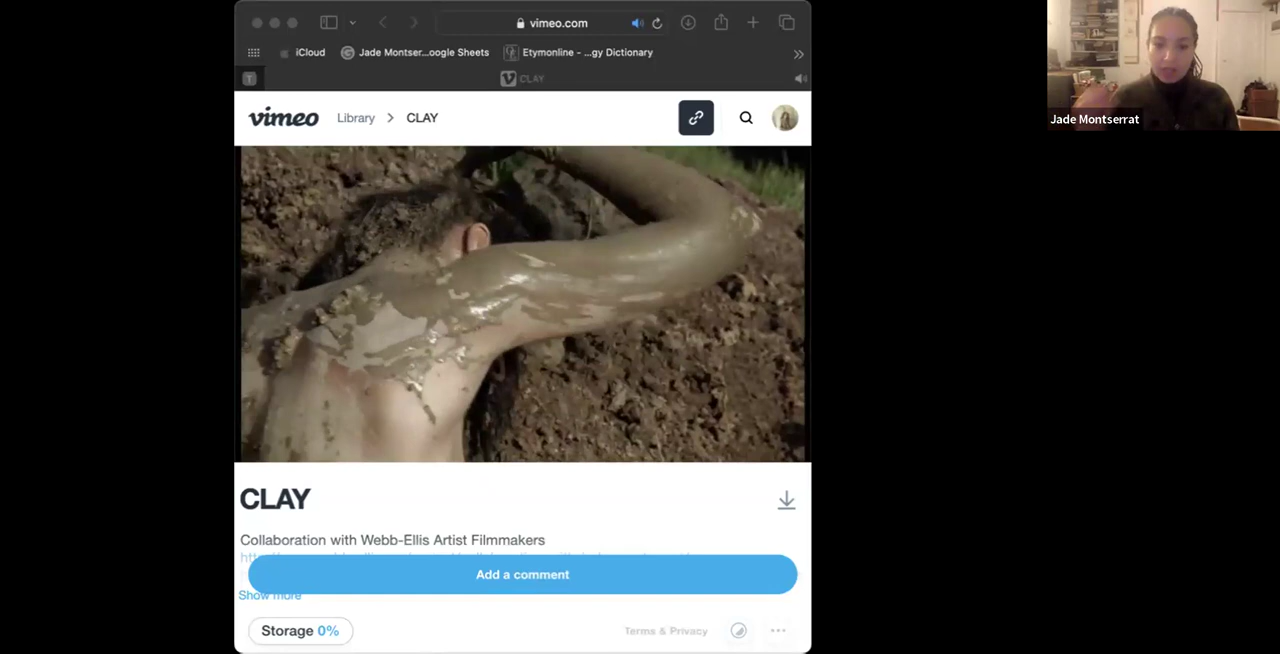 vimeo.com
iCloud
Jade Montser...oogle Sheets
Etymonline - ...gy Dictionary
T
CLAY
vimeo
Library > CLAY
Jade Montserrat
CLAY
Collaboration with Webb-Ellis Artist Filmmakers
Add a comment
Show more
Storage 0%
Terms & Privacy